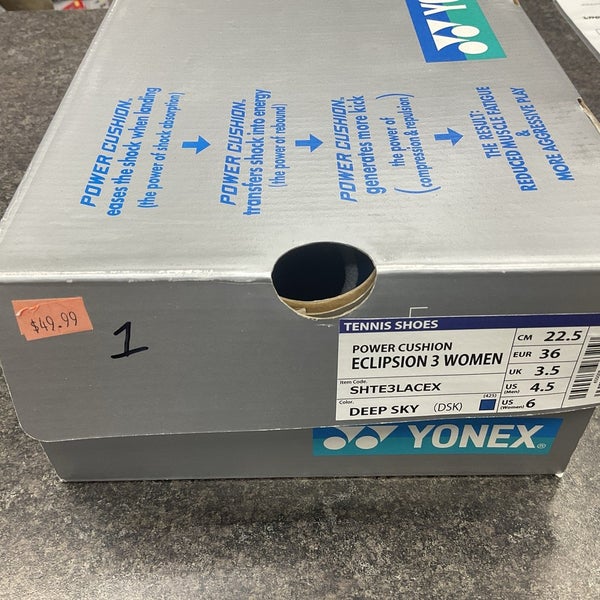 YO
POWER CUSHION®
eases the shock when landing
(the power of shock absorption)
POWER CUSHION®
transfers shock into energy
(the power of rebound)
POWER CUSHION®
generates more kick
(the power of
compression & repulsion)
THE RESULT:
REDUCED MUSCLE FATIGUE
&
MORE AGGRESSIVE PLAY
$49.99
1
TENNIS SHOES
POWER CUSHION
ECLIPSION 3 WOMEN
Item Code.
SHTE3LACEX
Color.
(425)
DEEP SKY (DSK)
CM 22.5
EUR 36
UK 3.5
US (Men) 4.5
US (Women) 6
YONEX®